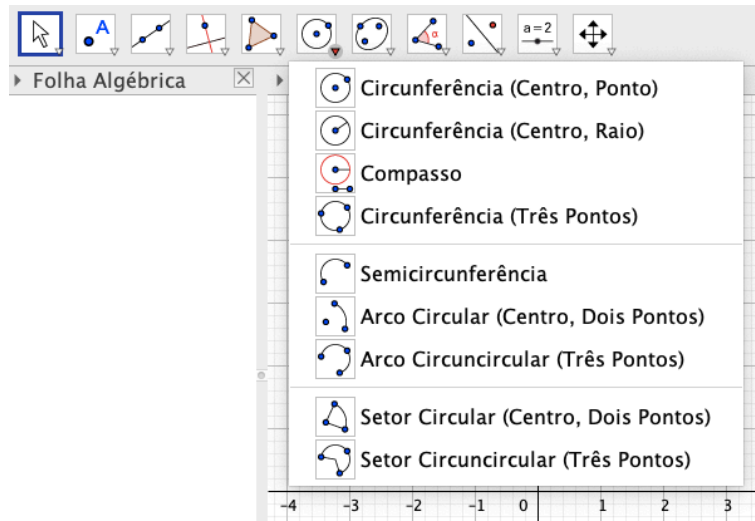 A
α
a=2
Folha Algébrica
Circunferência (Centro, Ponto)
Circunferência (Centro, Raio)
Compasso
Circunferência (Três Pontos)
Semicircunferência
Arco Circular (Centro, Dois Pontos)
Arco Circuncircular (Três Pontos)
Setor Circular (Centro, Dois Pontos)
Setor Circuncircular (Três Pontos)
-4 -3 -2 -1 0 1 2 3